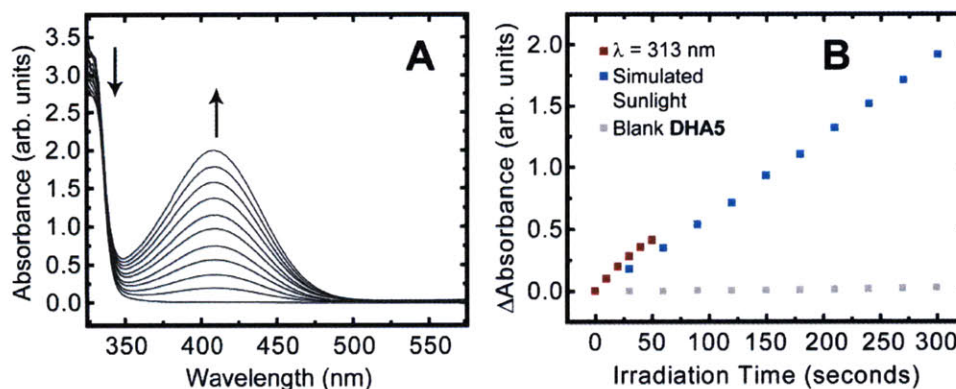 A
Absorbance (arb. units)
3.5
3.0
2.5
2.0
1.5
1.0
0.5
0.0
350 400 450 500 550
Wavelength (nm)
B
λ = 313 nm
Simulated
Sunlight
Blank DHA5
ΔAbsorbance (arb. units)
2.0
1.5
1.0
0.5
0.0
0 50 100 150 200 250 300
Irradiation Time (seconds)